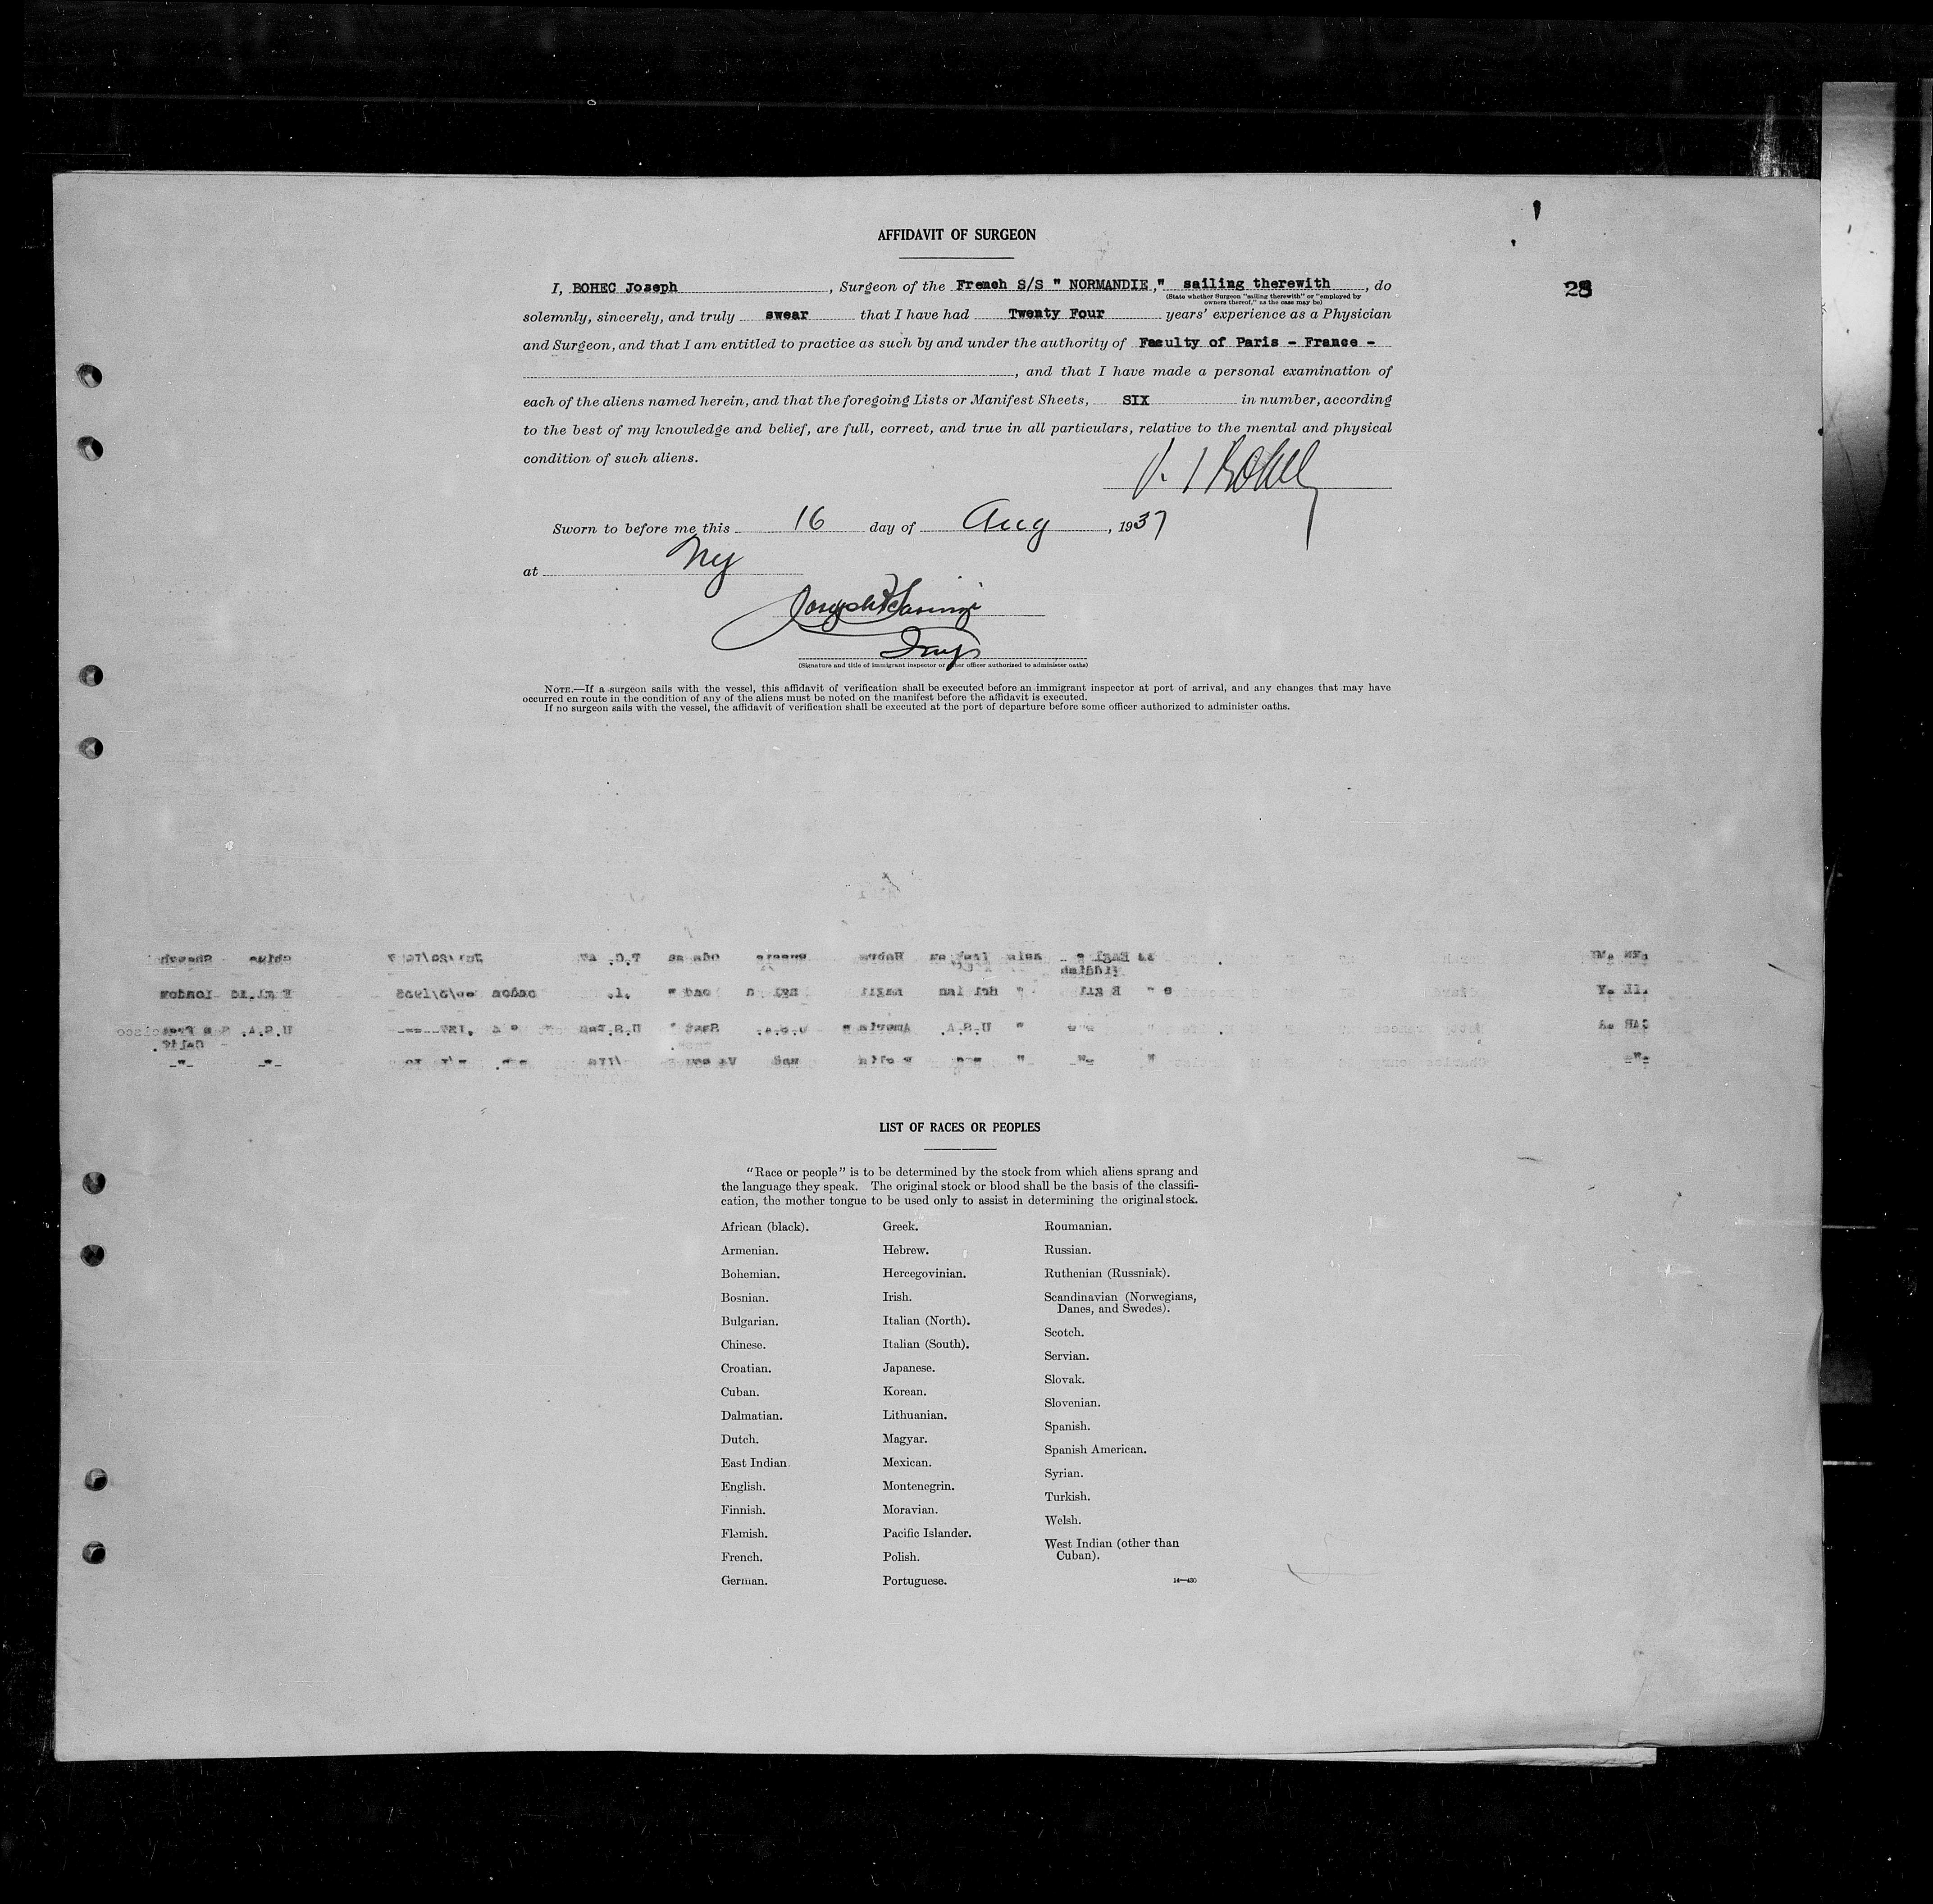 AFFIDAVIT OF SURGEON
28
I, BOHEC Joseph, Surgeon of the French S/S " NORMANDIE," sailing therewith, do
(State whether Surgeon "sailing therewith" or "employed by
owners thereof," as the case may be)
solemnly, sincerely, and truly swear that I have had Twenty Four years' experience as a Physician
and Surgeon, and that I am entitled to practice as such by and under the authority of Faculty of Paris - France -
, and that I have made a personal examination of
each of the aliens named herein, and that the foregoing Lists or Manifest Sheets, SIX in number, according
to the best of my knowledge and belief, are full, correct, and true in all particulars, relative to the mental and physical
condition of such aliens.
Sworn to before me this 16 day of Aug, 1937
at NY
Joseph
(Signature and title of immigrant inspector or other officer authorized to administer oaths)
NOTE.—If a surgeon sails with the vessel, this affidavit of verification shall be executed before an immigrant inspector at port of arrival, and any changes that may have
occurred en route in the condition of any of the aliens must be noted on the manifest before the affidavit is executed.
If no surgeon sails with the vessel, the affidavit of verification shall be executed at the port of departure before some officer authorized to administer oaths.
LIST OF RACES OR PEOPLES
"Race or people" is to be determined by the stock from which aliens sprang and
the language they speak. The original stock or blood shall be the basis of the classifi-
cation, the mother tongue to be used only to assist in determining the original stock.
African (black).
Armenian.
Bohemian.
Bosnian.
Bulgarian.
Chinese.
Croatian.
Cuban.
Dalmatian.
Dutch.
East Indian.
English.
Finnish.
Flemish.
French.
German.
Greek.
Hebrew.
Hercegovinian.
Irish.
Italian (North).
Italian (South).
Japanese.
Korean.
Lithuanian.
Magyar.
Mexican.
Montenegrin.
Moravian.
Pacific Islander.
Polish.
Portuguese.
Roumanian.
Russian.
Ruthenian (Russniak).
Scandinavian (Norwegians,
Danes, and Swedes).
Scotch.
Servian.
Slovak.
Slovenian.
Spanish.
Spanish American.
Syrian.
Turkish.
Welsh.
West Indian (other than
Cuban).
14—430